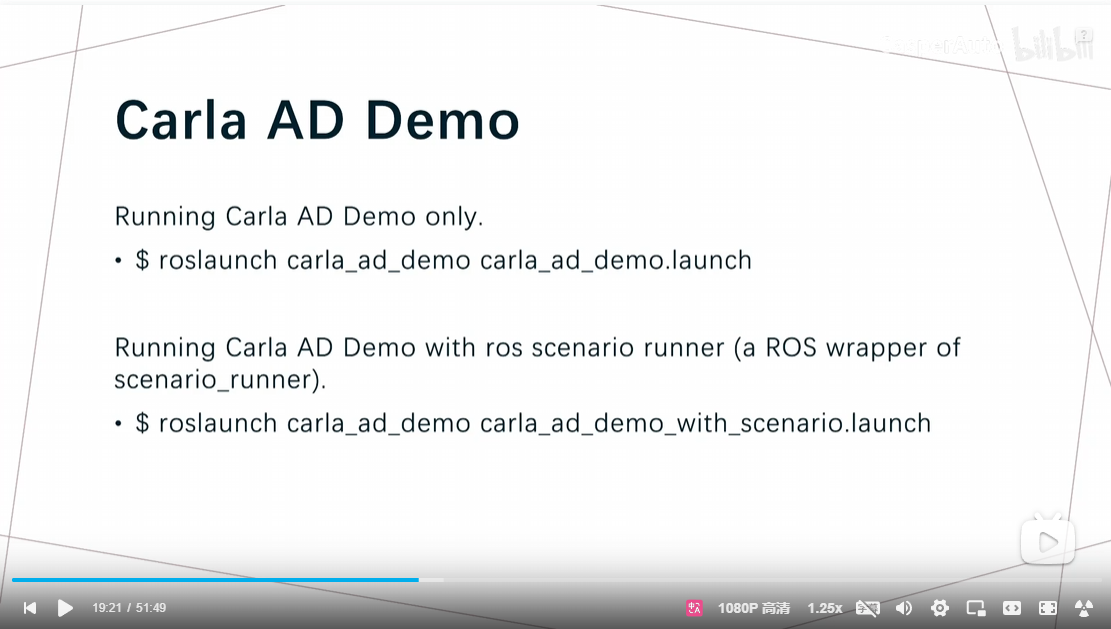 bilibili
Carla AD Demo
Running Carla AD Demo only.
• $ roslaunch carla_ad_demo carla_ad_demo.launch
Running Carla AD Demo with ros scenario runner (a ROS wrapper of
scenario_runner).
• $ roslaunch carla_ad_demo carla_ad_demo_with_scenario.launch
19:21 / 51:49
1080P 高清
1.25x